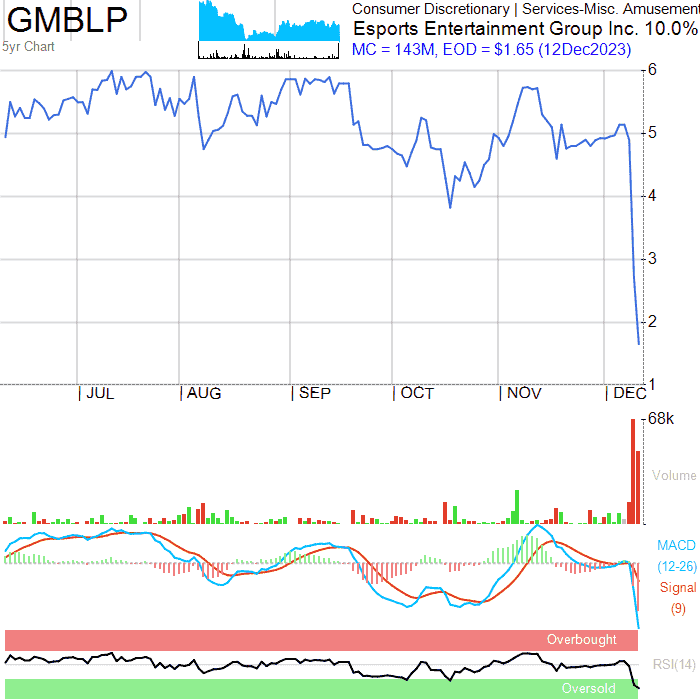 GMBLP
5yr Chart
Consumer Discretionary | Services-Misc. Amusement
Esports Entertainment Group Inc. 10.0%
MC = 143M, EOD = $1.65 (12Dec2023)
6
5
4
3
2
1
JUL AUG SEP OCT NOV DEC
68k
Volume
MACD
(12-26)
Signal
(9)
Overbought
RSI(14)
Oversold